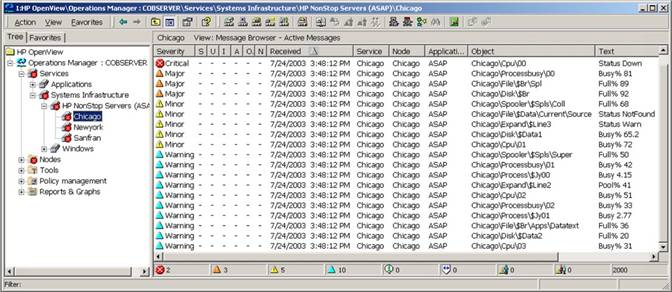 1:HP OpenView\Operations Manager : COBSERVER\Services\Systems Infrastructure\HP NonStop Servers (ASAP)\Chicago
Action View Favorites
Tree Favorites
HP OpenView
Operations Manager : COBSERVER
Services
Applications
Systems Infrastructure
HP NonStop Servers (ASA
Chicago
Newyork
Sanfran
Windows
Nodes
Tools
Policy management
Reports & Graphs
Chicago View: Message Browser - Active Messages
Severity S U I A O N Received Service Node Applicati... Object Text
Critical - - - - - - 7/24/2003 3:48:12 PM Chicago Chicago ASAP Chicago\Cpu\00 Status Down
Major - - - - - - 7/24/2003 3:48:12 PM Chicago Chicago ASAP Chicago\Processbusy\00 Busy% 81
Major - - - - - - 7/24/2003 3:48:12 PM Chicago Chicago ASAP Chicago\File\$Br\Spl Full% 89
Major - - - - - - 7/24/2003 3:48:12 PM Chicago Chicago ASAP Chicago\Disk\$Br Full% 92
Minor - - - - - - 7/24/2003 3:48:12 PM Chicago Chicago ASAP Chicago\Spooler\$Spls\Coll Full% 68
Minor - - - - - - 7/24/2003 3:48:12 PM Chicago Chicago ASAP Chicago\File\$Data\Current\Source Status NotFound
Minor - - - - - - 7/24/2003 3:48:12 PM Chicago Chicago ASAP Chicago\Expand\$Line3 Status Warn
Minor - - - - - - 7/24/2003 3:48:12 PM Chicago Chicago ASAP Chicago\Disk\$Data1 Busy% 65.2
Minor - - - - - - 7/24/2003 3:48:12 PM Chicago Chicago ASAP Chicago\Cpu\01 Busy% 72
Warning - - - - - - 7/24/2003 3:48:12 PM Chicago Chicago ASAP Chicago\Spooler\$Spls\Super Full% 50
Warning - - - - - - 7/24/2003 3:48:12 PM Chicago Chicago ASAP Chicago\Processbusy\01 Busy% 42
Warning - - - - - - 7/24/2003 3:48:12 PM Chicago Chicago ASAP Chicago\Process\$Jy00 Busy 4.15
Warning - - - - - - 7/24/2003 3:48:12 PM Chicago Chicago ASAP Chicago\Expand\$Line2 Pool% 41
Warning - - - - - - 7/24/2003 3:48:12 PM Chicago Chicago ASAP Chicago\Cpu\02 Busy% 51
Warning - - - - - - 7/24/2003 3:48:12 PM Chicago Chicago ASAP Chicago\Processbusy\02 Busy% 33
Warning - - - - - - 7/24/2003 3:48:12 PM Chicago Chicago ASAP Chicago\Process\$Jy01 Busy 2.77
Warning - - - - - - 7/24/2003 3:48:12 PM Chicago Chicago ASAP Chicago\File\$Br\Apps\Datatext Full% 36
Warning - - - - - - 7/24/2003 3:48:12 PM Chicago Chicago ASAP Chicago\Disk\$Data2 Full% 20
Warning - - - - - - 7/24/2003 3:48:12 PM Chicago Chicago ASAP Chicago\Cpu\03 Busy% 31
2 3 5 10 0 0 0 0 2000
Filter: